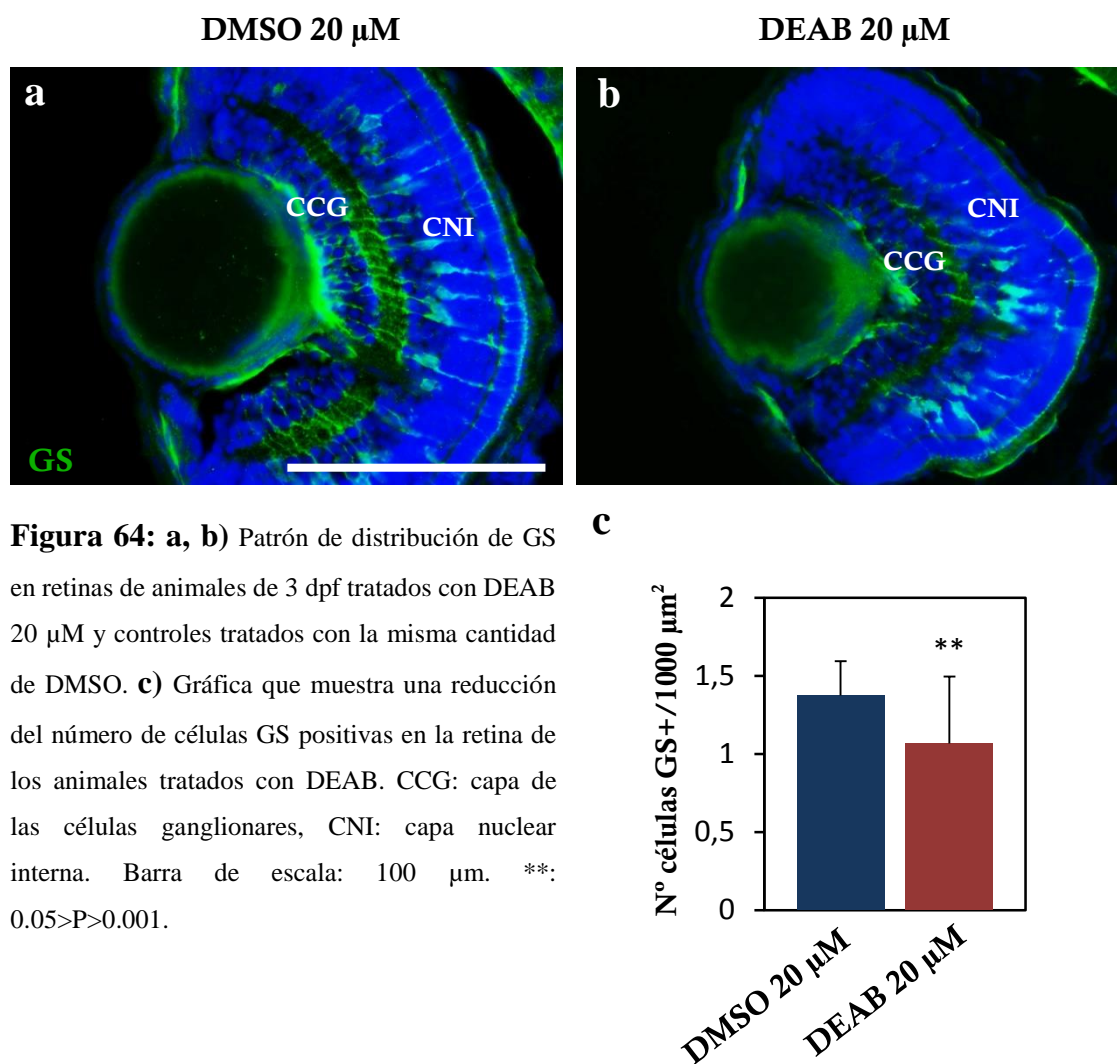 DMSO 20 µM
DEAB 20 µM
a
CCG
CNI
GS
b
CNI
CCG
Figura 64: a, b) Patrón de distribución de GS
en retinas de animales de 3 dpf tratados con DEAB
20 µM y controles tratados con la misma cantidad
de DMSO. c) Gráfica que muestra una reducción
del número de células GS positivas en la retina de
los animales tratados con DEAB. CCG: capa de
las células ganglionares, CNI: capa nuclear
interna. Barra de escala: 100 µm. **:
0.05>P>0.001.
c
Nº células GS+/1000 µm²
2
1,5
1
0,5
0
**
DMSO 20 µM
DEAB 20 µM